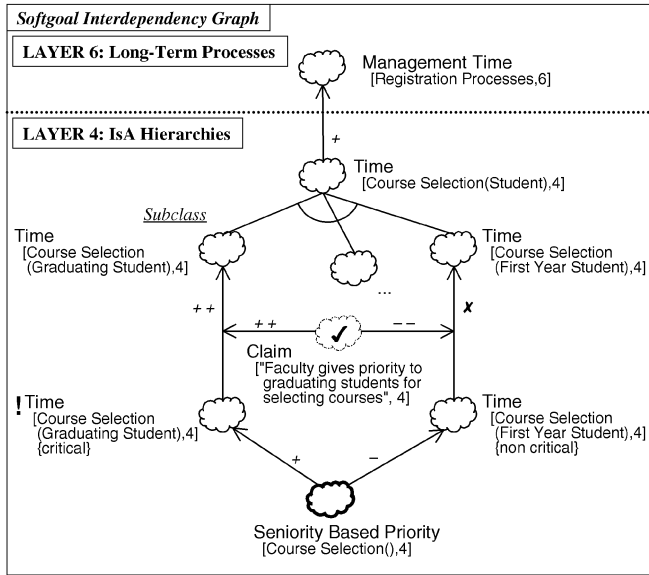 Softgoal Interdependency Graph
LAYER 6: Long-Term Processes
Management Time
[Registration Processes,6]
LAYER 4: IsA Hierarchies
+
Time
[Course Selection(Student),4]
Subclass
Time
[Course Selection
(Graduating Student),4]
Time
[Course Selection
(First Year Student),4]
...
++
++
✓
--
✗
Claim
["Faculty gives priority to
graduating students for
selecting courses", 4]
! Time
[Course Selection
(Graduating Student),4]
{critical}
Time
[Course Selection
(First Year Student),4]
{non critical}
+
-
Seniority Based Priority
[Course Selection(),4]